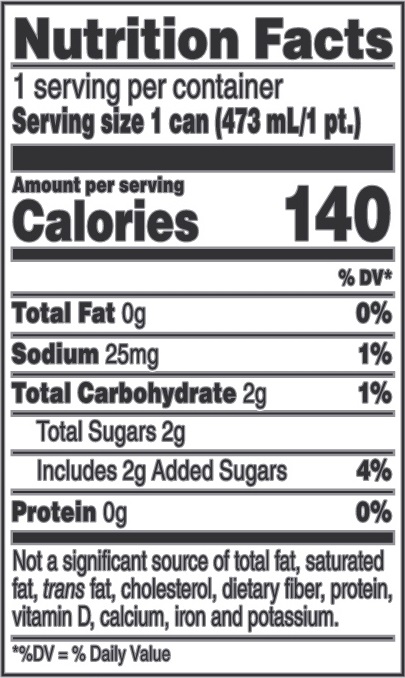 Nutrition Facts
1 serving per container
Serving size 1 can (473 mL/1 pt.)
Amount per serving
Calories 140
% DV*
Total Fat 0g 0%
Sodium 25mg 1%
Total Carbohydrate 2g 1%
Total Sugars 2g
Includes 2g Added Sugars 4%
Protein 0g 0%
Not a significant source of total fat, saturated
fat, trans fat, cholesterol, dietary fiber, protein,
vitamin D, calcium, iron and potassium.
*%DV = % Daily Value